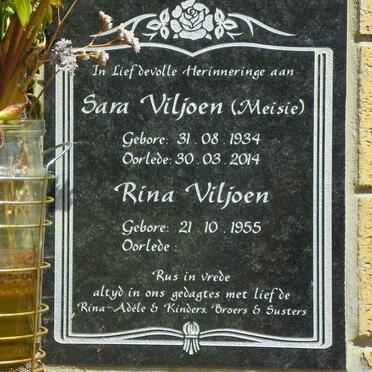 In Liefdevolle Herinneringe aan
Sara Viljoen (Meisie)
Gebore: 31.08.1934
Oorlede: 30.03.2014
Rina Viljoen
Gebore: 21.10.1955
Oorlede:
Rus in vrede
altyd in ons gedagtes met liefde
Rina-Adéle & Kinders, Broers & Susters